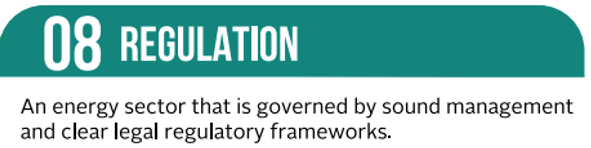 08 REGULATION
An energy sector that is governed by sound management
and clear legal regulatory frameworks.